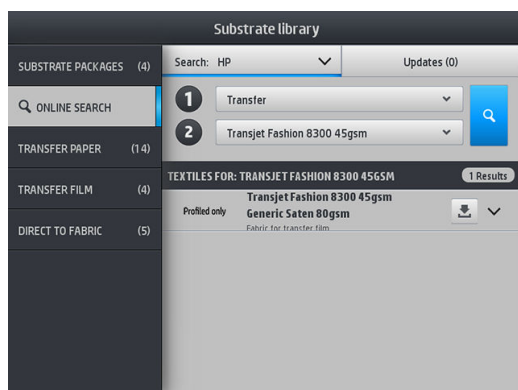 Substrate library
SUBSTRATE PACKAGES (4)
Search: HP
Updates (0)
ONLINE SEARCH
1 Transfer
2 Transjet Fashion 8300 45gsm
TRANSFER PAPER (14)
TEXTILES FOR: TRANSJET FASHION 8300 45GSM 1 Results
TRANSFER FILM (4)
Profiled only
Transjet Fashion 8300 45gsm
Generic Saten 80gsm
Fabric for transfer film
DIRECT TO FABRIC (5)